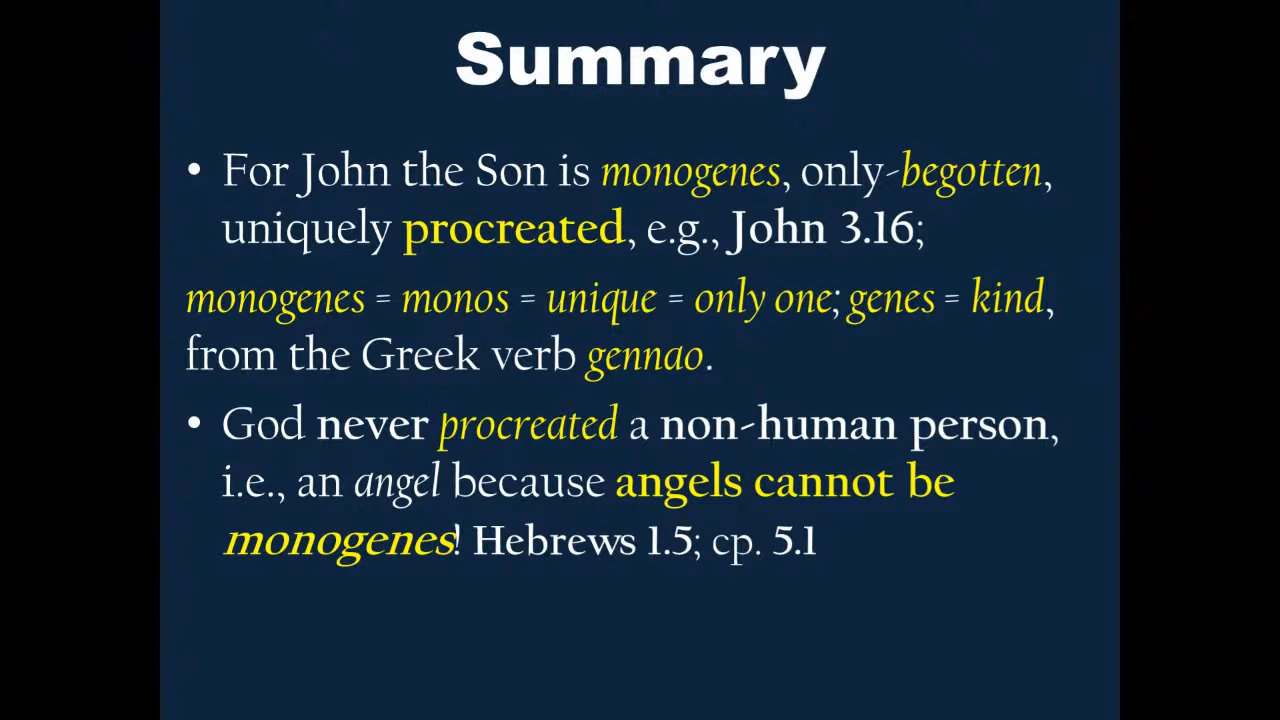 Summary
• For John the Son is monogenes, only-begotten,
uniquely procreated, e.g., John 3.16;
monogenes = monos = unique = only one; genes = kind,
from the Greek verb gennao.
• God never procreated a non-human person,
i.e., an angel because angels cannot be
monogenes! Hebrews 1.5; cp. 5.1